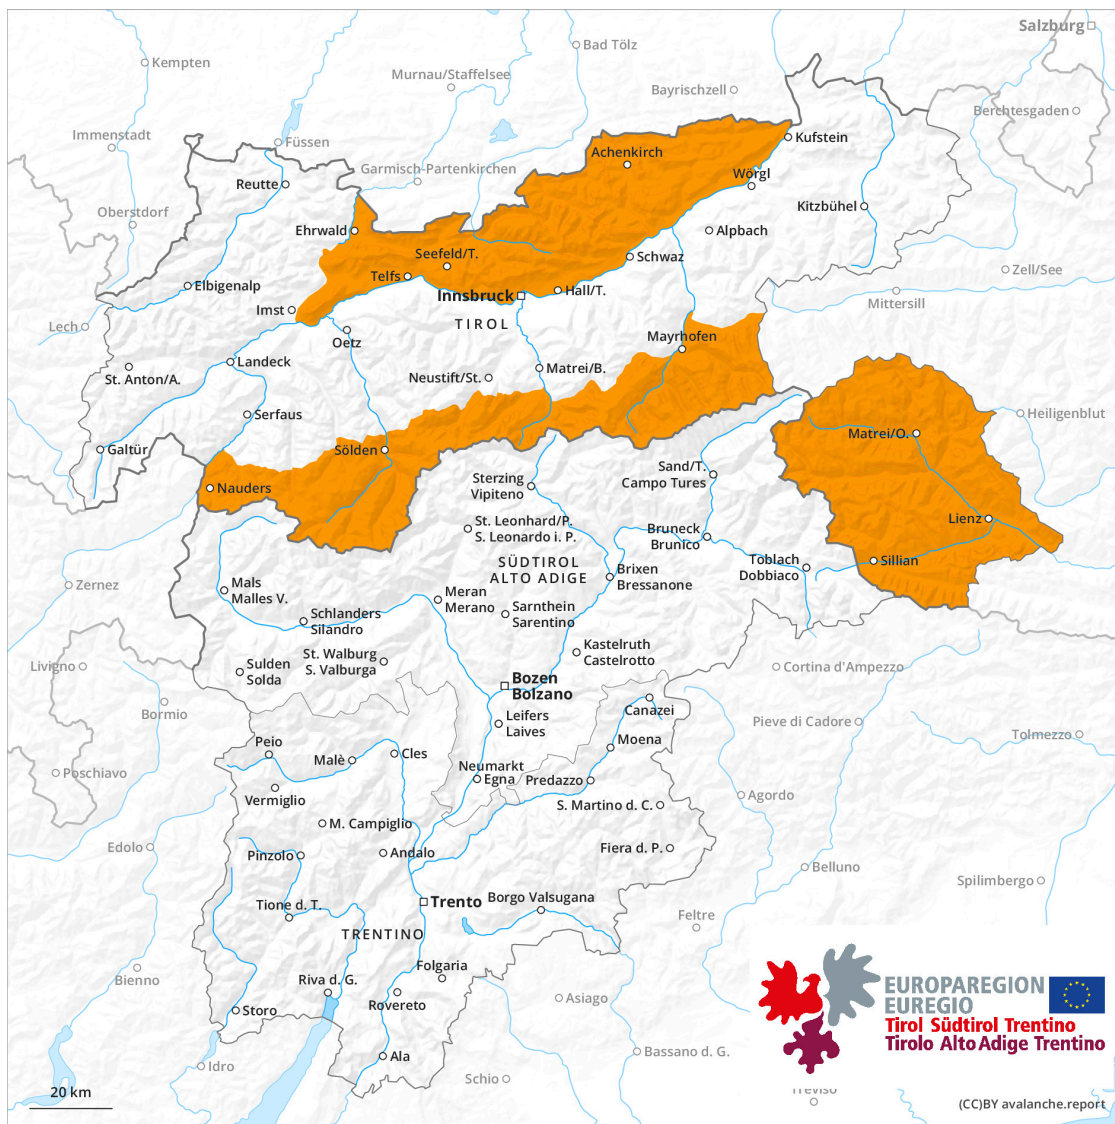 Salzburg
Bad Tölz
Kempten
Murnau/Staffelsee
Bayrischzell
Berchtesgaden
Immenstadt
Füssen
Kufstein
Achenkirch
Garmisch-Partenkirchen
Wörgl
Reutte
Kitzbühel
Oberstdorf
Ehrwald
Alpbach
Seefeld/T.
Schwaz
Telfs
Zell/See
Elbigenalp
Hall/T.
Innsbruck
Mittersill
Imst
TIROL
Lech
Oetz
Mayrhofen
Landeck
Matrei/B.
St. Anton/A.
Neustift/St.
Serfaus
Heiligenblut
Matrei/O.
Galtür
Sölden
Sand/T.
Campo Tures
Sterzing
Vipiteno
Nauders
Lienz
St. Leonhard/P.
S. Leonardo i. P.
Bruneck
Brunico
SÜDTIROL
ALTO ADIGE
Toblach
Dobbiaco
Sillian
Brixen
Bressanone
Zernez
Mals
Malles V.
Meran
Merano
Sarnthein
Sarentino
Schlanders
Silandro
Kastelruth
Castelrotto
St. Walburg
S. Valburga
Livigno
Sulden
Solda
Cortina d'Ampezzo
Bozen
Bolzano
Bormio
Canazei
Leifers
Laives
Pieve di Cadore
Tolmezzo
Peio
Moena
Malè
Cles
Poschiavo
Neumarkt
Egna
Predazzo
Vermiglio
Agordo
S. Martino d. C.
M. Campiglio
Edolo
Pinzolo
Andalo
Fiera d. P.
Belluno
Spilimbergo
Trento
Borgo Valsugana
Tione d. T.
Feltre
TRENTINO
Folgaria
Bienno
Riva d. G.
Rovereto
Asiago
Storo
EUROPAREGION
EUREGIO
Tirol Südtirol Trentino
Tirolo Alto Adige Trentino
Ala
Idro
Bassano d. G.
Schio
Treviso
20 km
(CC)BY avalanche.report